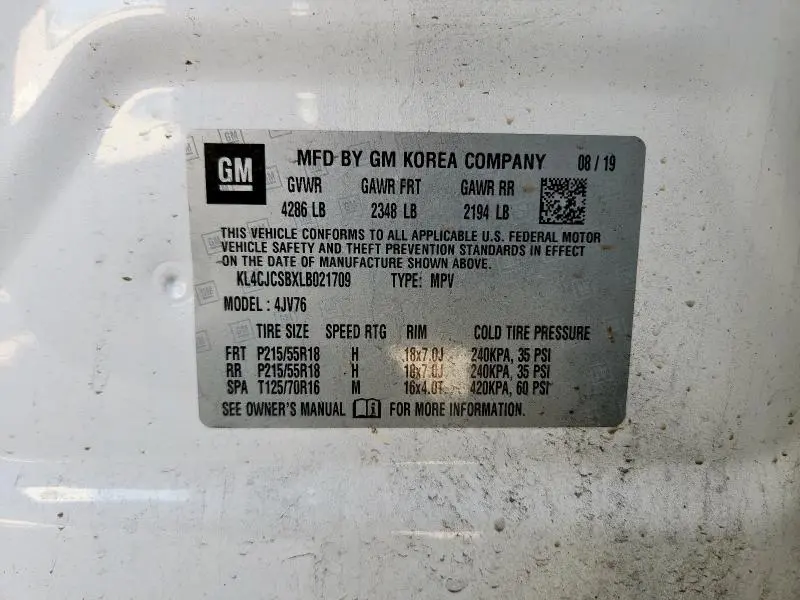 GM MFD BY GM KOREA COMPANY 08 / 19
GVWR GAWR FRT GAWR RR
4286 LB 2348 LB 2194 LB
THIS VEHICLE CONFORMS TO ALL APPLICABLE U.S. FEDERAL MOTOR
VEHICLE SAFETY AND THEFT PREVENTION STANDARDS IN EFFECT
ON THE DATE OF MANUFACTURE SHOWN ABOVE.
KL4CJCSBXLB021709 TYPE: MPV
MODEL : 4JV76
TIRE SIZE SPEED RTG RIM COLD TIRE PRESSURE
FRT P215/55R18 H 18x7.0J 240KPA, 35 PSI
RR P215/55R18 H 18x7.0J 240KPA, 35 PSI
SPA T125/70R16 M 16x4.0T 420KPA, 60 PSI
SEE OWNER'S MANUAL FOR MORE INFORMATION.